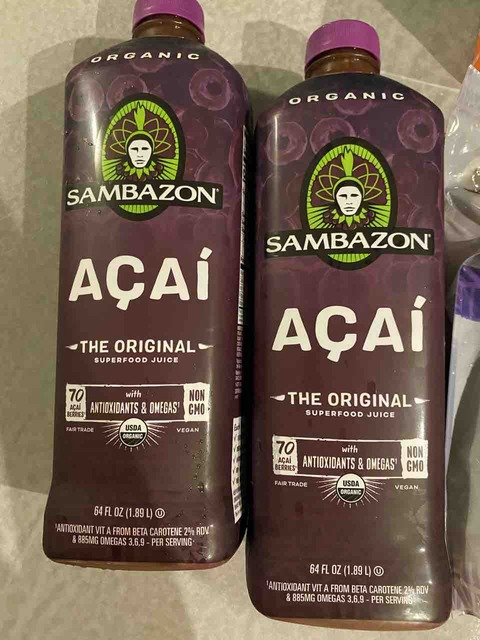 ORGANIC
SAMBAZON®
AÇAÍ
THE ORIGINAL
SUPERFOOD JUICE
70
AÇAÍ
BERRIES
with
ANTIOXIDANTS & OMEGAS†
NON
GMO
FAIR TRADE
USDA
ORGANIC
VEGAN
64 FL OZ (1.89 L) Ⓤ
†ANTIOXIDANT VIT A FROM BETA CAROTENE 2% RDV
& 885MG OMEGAS 3,6,9 - PER SERVING
ORGANIC
SAMBAZON®
AÇAÍ
THE ORIGINAL
SUPERFOOD JUICE
70
AÇAÍ
BERRIES
with
ANTIOXIDANTS & OMEGAS†
NON
GMO
FAIR TRADE
USDA
ORGANIC
VEGAN
64 FL OZ (1.89 L) Ⓤ
†ANTIOXIDANT VIT A FROM BETA CAROTENE 2% RDV
& 885MG OMEGAS 3,6,9 - PER SERVING